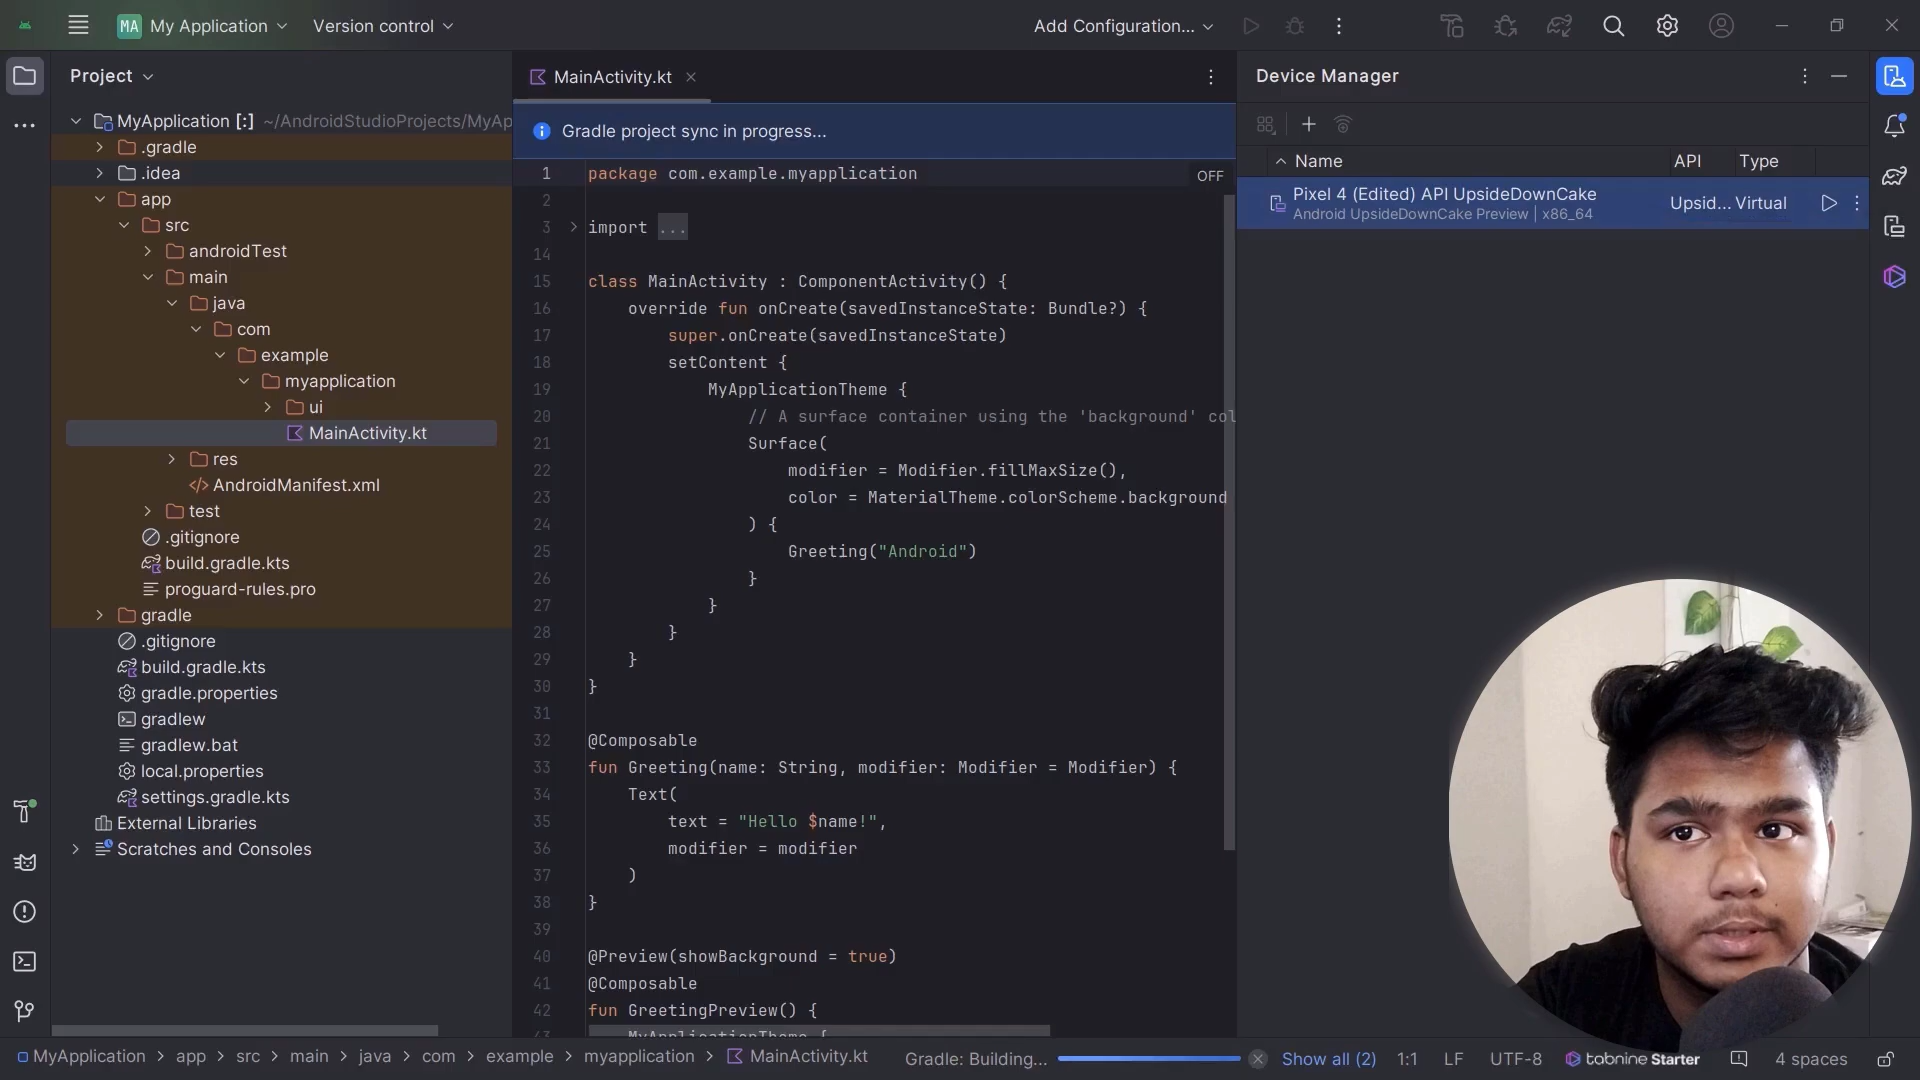 MA My Application Version control Add Configuration...
Project
MyApplication [:] ~/AndroidStudioProjects/MyAp
.gradle
.idea
app
src
androidTest
main
java
com
example
myapplication
ui
MainActivity.kt
res
AndroidManifest.xml
test
.gitignore
build.gradle.kts
proguard-rules.pro
gradle
.gitignore
build.gradle.kts
gradle.properties
gradlew
gradlew.bat
local.properties
settings.gradle.kts
External Libraries
Scratches and Consoles
MainActivity.kt
Gradle project sync in progress...
OFF
1 package com.example.myapplication
2
3 import ...
14
15 class MainActivity : ComponentActivity() {
16 override fun onCreate(savedInstanceState: Bundle?) {
17 super.onCreate(savedInstanceState)
18 setContent {
19 MyApplicationTheme {
20 // A surface container using the 'background' col
21 Surface(
22 modifier = Modifier.fillMaxSize(),
23 color = MaterialTheme.colorScheme.background
24 ) {
25 Greeting("Android")
26 }
27 }
28 }
29 }
30 }
31
32 @Composable
33 fun Greeting(name: String, modifier: Modifier = Modifier) {
34 Text(
35 text = "Hello $name!",
36 modifier = modifier
37 )
38 }
39
40 @Preview(showBackground = true)
41 @Composable
42 fun GreetingPreview() {
43 MyApplicationTheme {
Device Manager
Name API Type
Pixel 4 (Edited) API UpsideDownCake Upsid... Virtual
Android UpsideDownCake Preview | x86_64
MyApplication > app > src > main > java > com > example > myapplication > MainActivity.kt Gradle: Building... Show all (2) 1:1 LF UTF-8 tabnine Starter 4 spaces